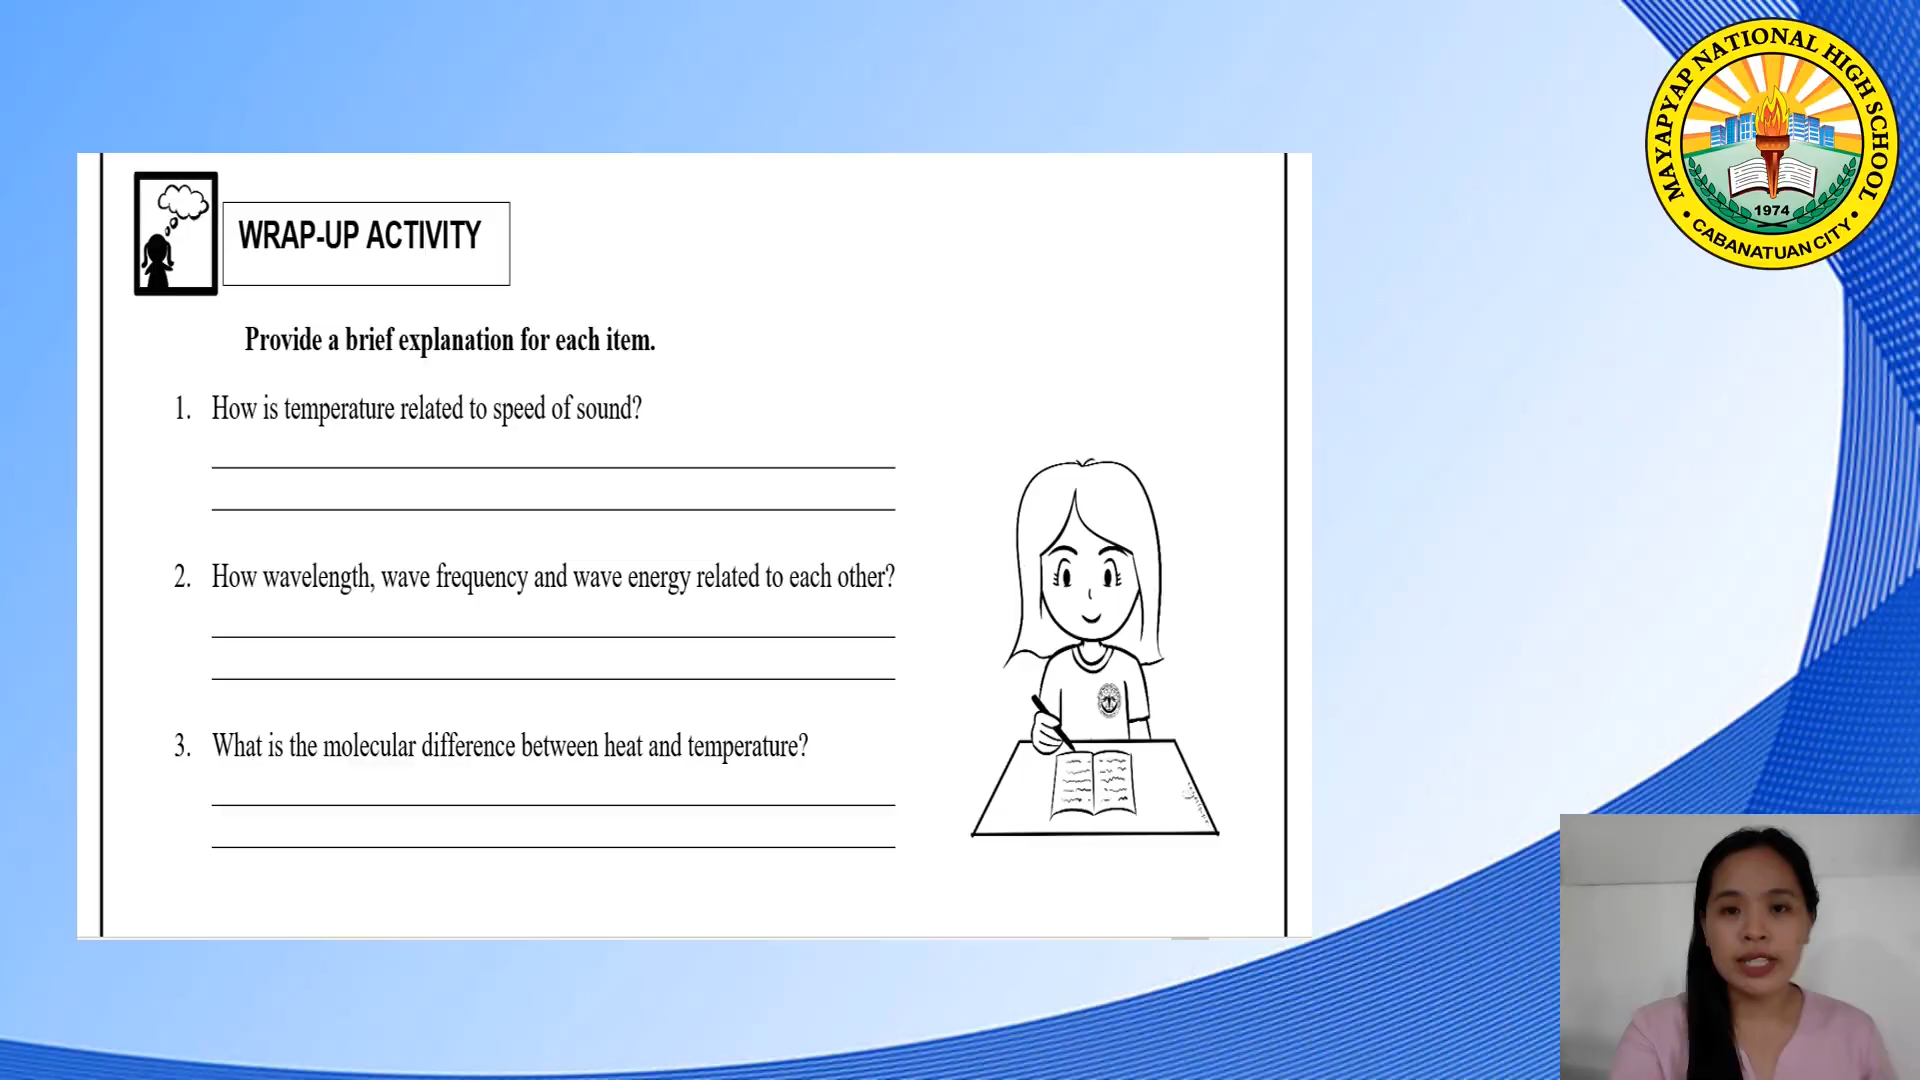 MAYAPYAP NATIONAL HIGH SCHOOL
1974
• CABANATUAN CITY •
WRAP-UP ACTIVITY
Provide a brief explanation for each item.
1. How is temperature related to speed of sound?
2. How wavelength, wave frequency and wave energy related to each other?
3. What is the molecular difference between heat and temperature?